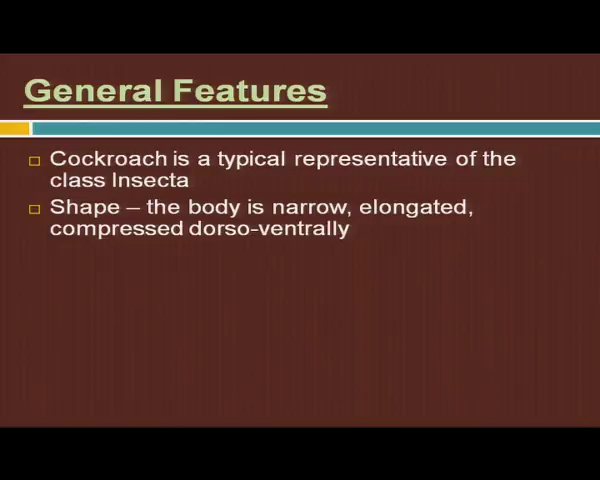 General Features
Cockroach is a typical representative of the
class Insecta
Shape – the body is narrow, elongated,
compressed dorso-ventrally